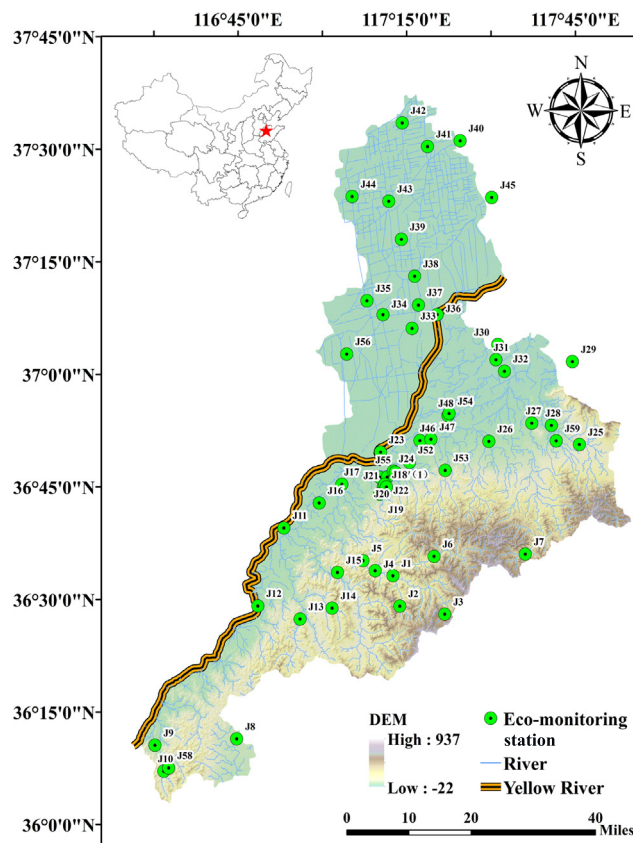 116°45'0"E 117°15'0"E 117°45'0"E
37°45'0"N
N
W E
S
J42
J41
J40
37°30'0"N
J44
J43
J45
J39
37°15'0"N
J38
J35
J37
J34
J36
J33
J30
J31
J56
J29
J32
37°0'0"N
J48
J54
J27
J28
J46
J47
J59
J23
J52
J26
J25
J55
J24
J53
J17
J21
J18'(1)
36°45'0"N
J16
J20
J22
J19
J11
J5
J6
J7
J15
J4
J1
36°30'0"N
J12
J13
J14
J2
J3
36°15'0"N
J9
J8
J10
J58
36°0'0"N
DEM
High : 937
Low : -22
Eco-monitoring
station
River
Yellow River
0 10 20 40
Miles